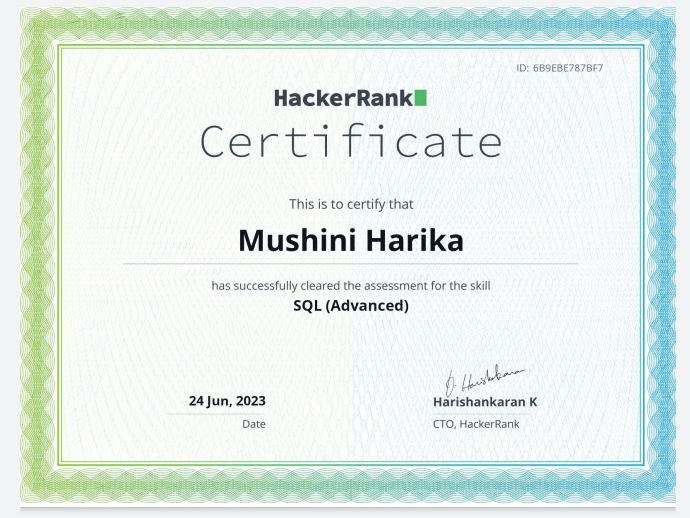 ID: 6B9EBE787BF7
HackerRank
Certificate
This is to certify that
Mushini Harika
has successfully cleared the assessment for the skill
SQL (Advanced)
24 Jun, 2023
Date
D. Harishankaran
Harishankaran K
CTO, HackerRank